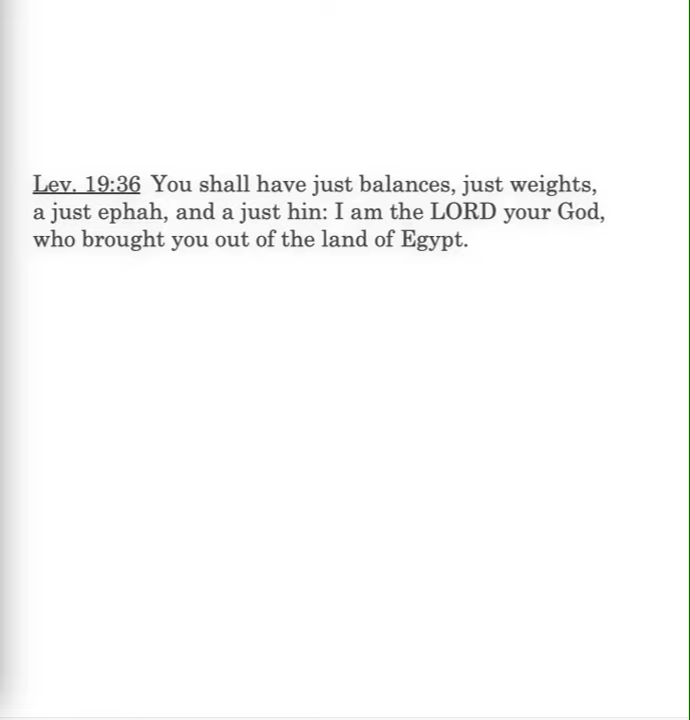 Lev. 19:36 You shall have just balances, just weights,
a just ephah, and a just hin: I am the LORD your God,
who brought you out of the land of Egypt.